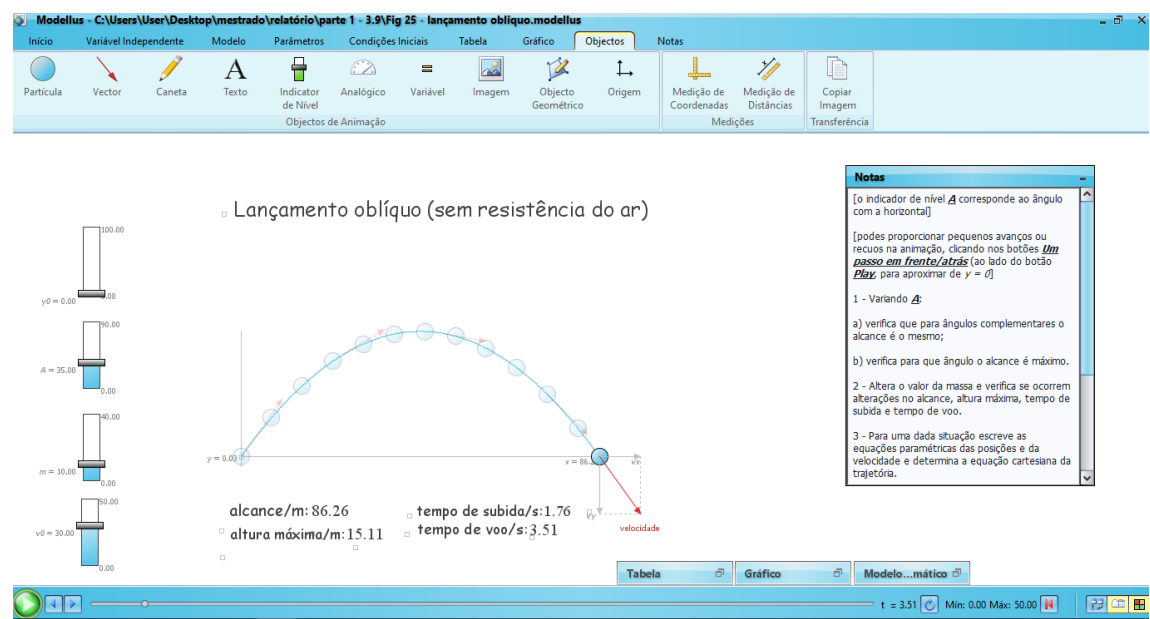 Modellus - C:\Users\User\Desktop\mestrado\relatório\parte 1 - 3.9\Fig 25 - lançamento obliquo.modellus
Início Variável Independente Modelo Parâmetros Condições Iniciais Tabela Gráfico Objectos Notas
Partícula Vector Caneta Texto Indicator de Nível Analógico Variável Imagem Objecto Geométrico Origem Medição de Coordenadas Medição de Distâncias Copiar Imagem
Objectos de Animação Medições Transferência
Lançamento oblíquo (sem resistência do ar)
100.00
y0 = 0.00
90.00
A = 35.00
0.00
40.00
m = 10.00
0.00
50.00
v0 = 30.00
0.00
y = 0.03
x = 86.
vx
vy
velocidade
alcance/m: 86.26
altura máxima/m: 15.11
tempo de subida/s: 1.76
tempo de voo/s: 3.51
Notas
[o indicador de nível A corresponde ao ângulo
com a horizontal]
[podes proporcionar pequenos avanços ou
recuos na animação, clicando nos botões Um
passo em frente/atrás (ao lado do botão
Play, para aproximar de y = 0]
1 - Variando A:
a) verifica que para ângulos complementares o
alcance é o mesmo;
b) verifica para que ângulo o alcance é máximo.
2 - Altera o valor da massa e verifica se ocorrem
alterações no alcance, altura máxima, tempo de
subida e tempo de voo.
3 - Para uma dada situação escreve as
equações paramétricas das posições e da
velocidade e determina a equação cartesiana da
trajetória.
Tabela Gráfico Modelo...mático
t = 3.51 Mín: 0.00 Máx: 50.00